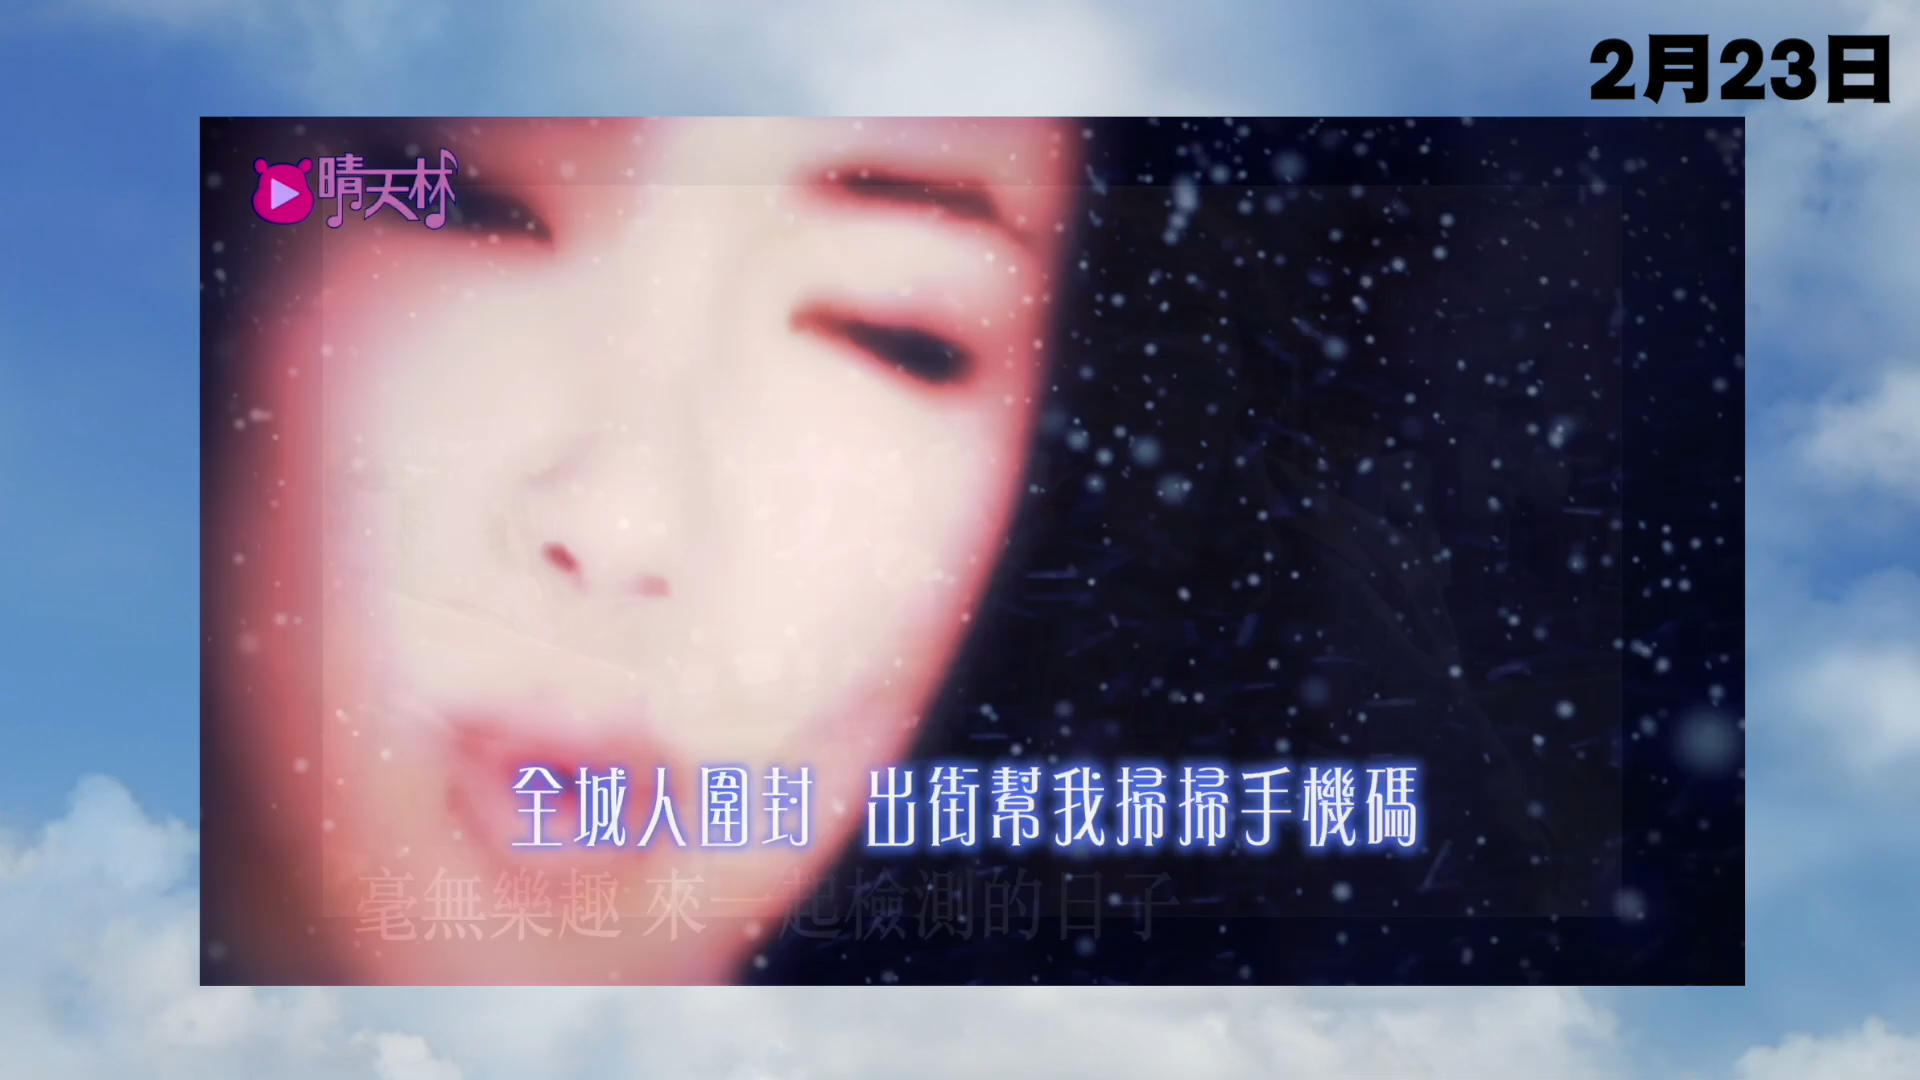 2月23日
晴天林
全城人圍封 出街幫我掃掃手機碼
毫無樂趣 來一起檢測的日子